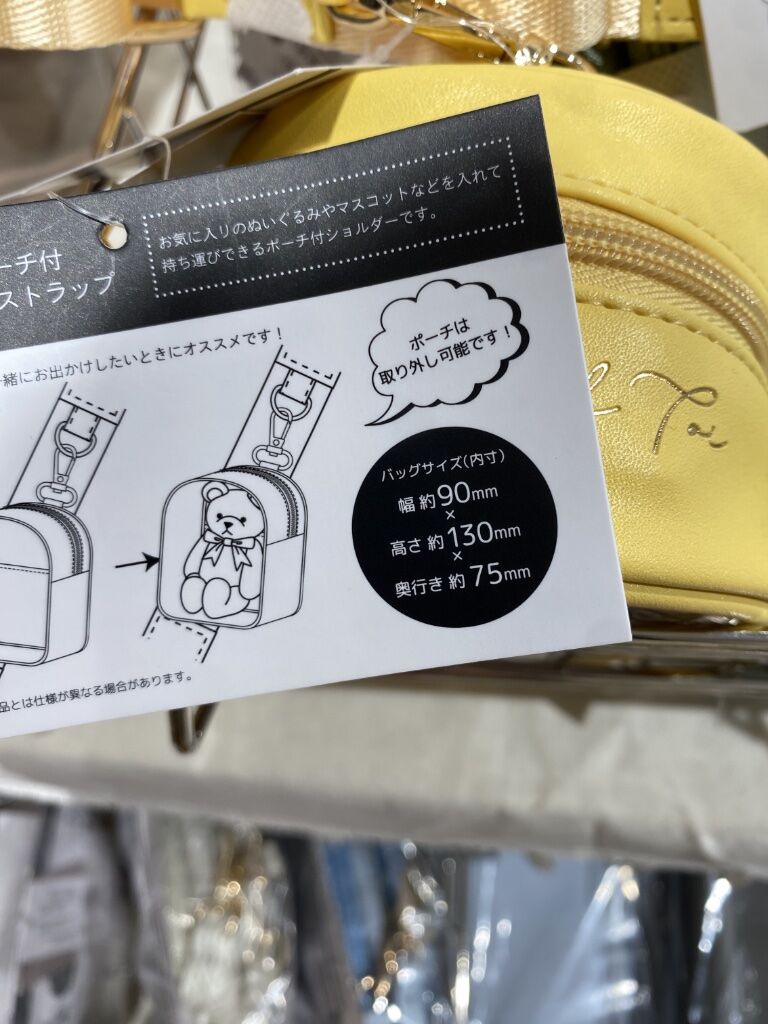 ーチ付
ストラップ
お気に入りのぬいぐるみやマスコットなどを入れて
持ち運びできるポーチ付ショルダーです。
緒にお出かけしたいときにオススメです!
ポーチは
取り外し可能です!
バッグサイズ(内寸)
幅 約90mm
×
高さ 約130mm
×
奥行き 約75mm
品とは仕様が異なる場合があります。